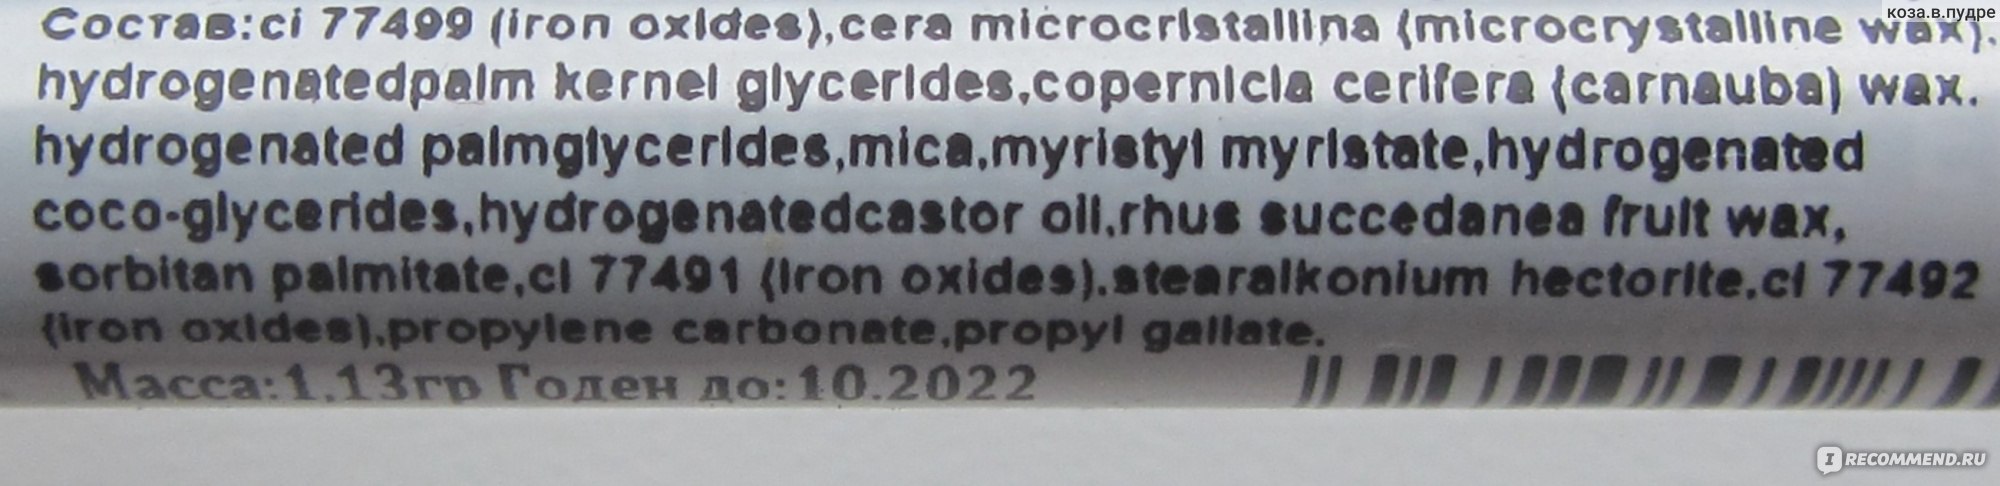 коза.в.пудре
Состав:ci 77499 (iron oxides),cera microcristallina (microcrystalline wax).
hydrogenatedpalm kernel glycerides,copernicia cerifera (carnauba) wax.
hydrogenated palmglycerides,mica,myristyl myristate,hydrogenated
coco-glycerides,hydrogenatedcastor oil,rhus succedanea fruit wax,
sorbitan palmitate,ci 77491 (iron oxides),stearalkonium hectorite,ci 77492
(iron oxides),propylene carbonate,propyl gallate.
Масса:1,13гр Годен до:10.2022
IRECOMMEND.RU